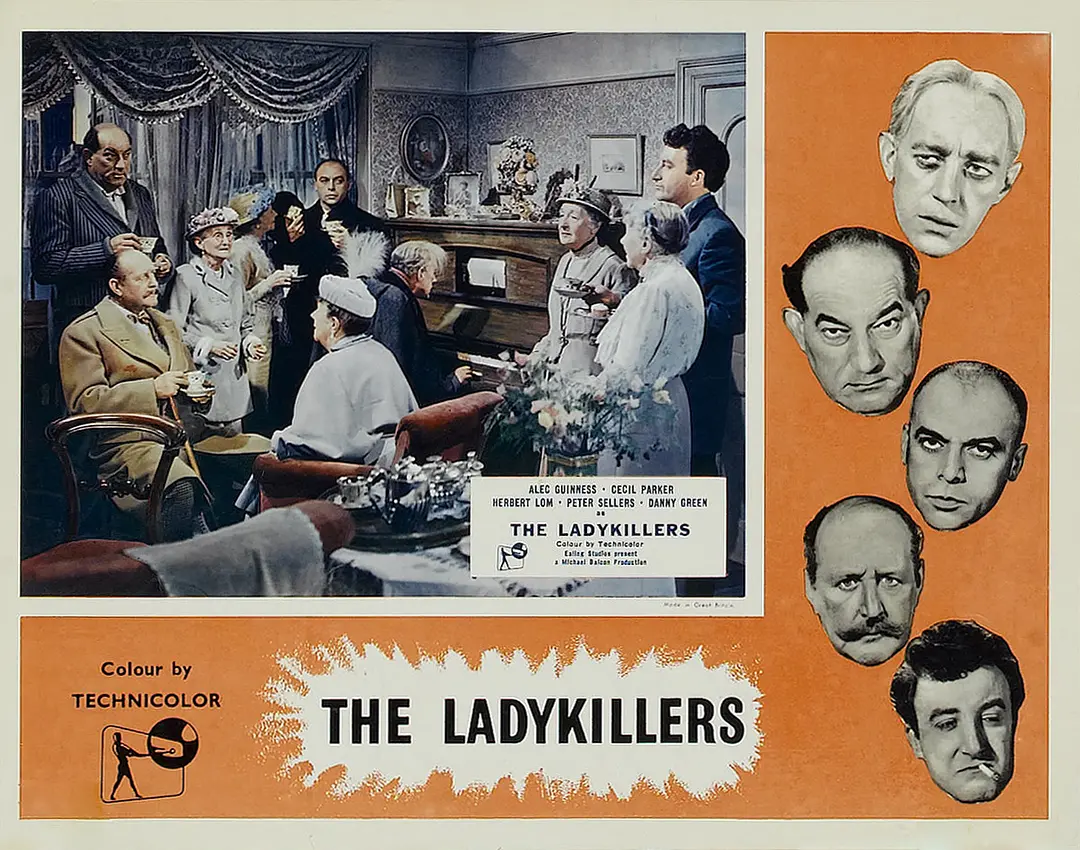 ALEC GUINNESS · CECIL PARKER
HERBERT LOM · PETER SELLERS · DANNY GREEN
as
THE LADYKILLERS
Colour by Technicolor
Ealing Studios present
a Michael Balcon Production
Made in Great Britain
Colour by
TECHNICOLOR
THE LADYKILLERS